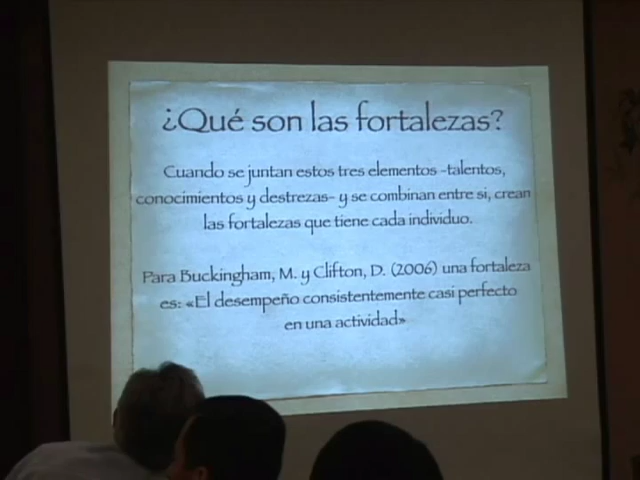 ¿Qué son las fortalezas?
Cuando se juntan estos tres elementos -talentos,
conocimientos y destrezas- y se combinan entre si, crean
las fortalezas que tiene cada individuo.
Para Buckingham, M. y Clifton, D. (2006) una fortaleza
es: «El desempeño consistentemente casi perfecto
en una actividad»